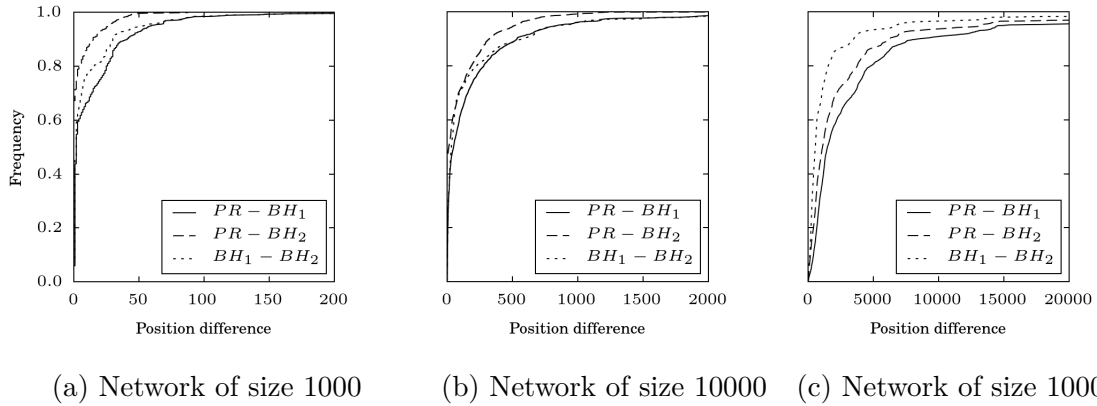 1.0
0.8
0.6
0.4
0.2
0.0
Frequency
PR − BH₁
PR − BH₂
BH₁ − BH₂
0 50 100 150 200
Position difference
PR − BH₁
PR − BH₂
BH₁ − BH₂
0 500 1000 1500 2000
Position difference
PR − BH₁
PR − BH₂
BH₁ − BH₂
0 5000 10000 15000 20000
Position difference
(a) Network of size 1000
(b) Network of size 10000
(c) Network of size 100